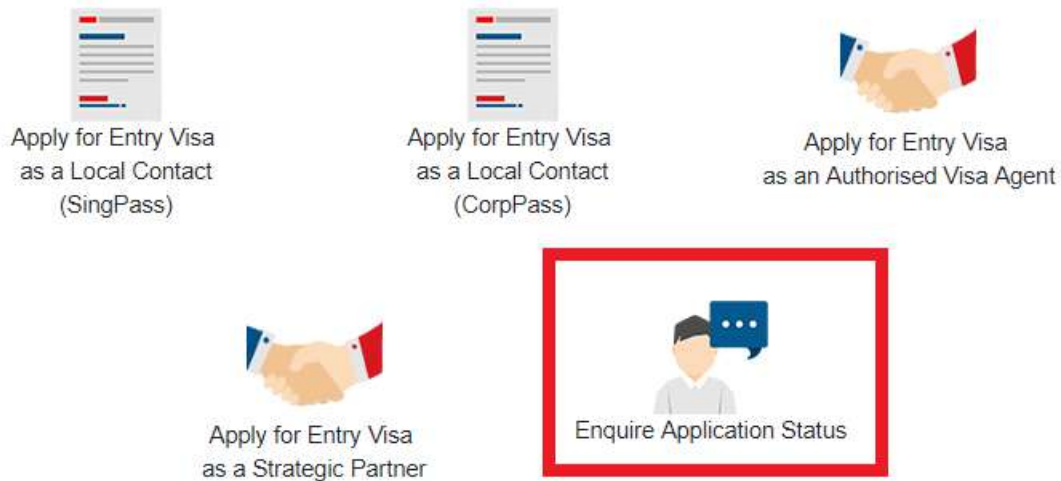 Apply for Entry Visa
as a Local Contact
(SingPass)
Apply for Entry Visa
as a Local Contact
(CorpPass)
Apply for Entry Visa
as an Authorised Visa Agent
Apply for Entry Visa
as a Strategic Partner
Enquire Application Status